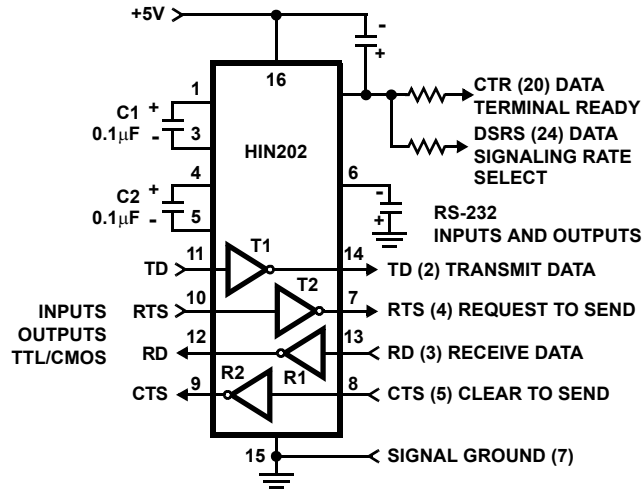 +5V
-
+
16
1
CTR (20) DATA
TERMINAL READY
C1
0.1µF
+
-
3
HIN202
DSRS (24) DATA
SIGNALING RATE
SELECT
4
6
C2
0.1µF
+
-
5
-
+
RS-232
INPUTS AND OUTPUTS
11
T1
14
TD
TD (2) TRANSMIT DATA
T2
10
7
INPUTS
OUTPUTS
TTL/CMOS
RTS
RTS (4) REQUEST TO SEND
12
13
RD
RD (3) RECEIVE DATA
R1
9
R2
8
CTS
CTS (5) CLEAR TO SEND
15
SIGNAL GROUND (7)